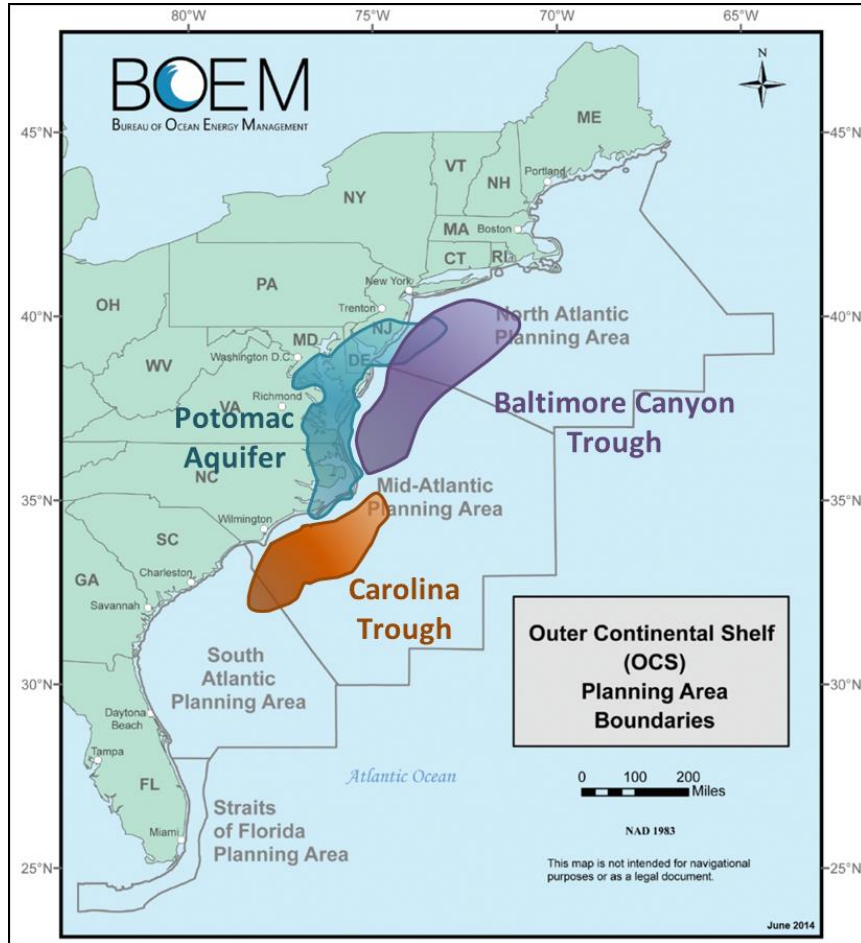 80°W
75°W
70°W
65°W
BOEM
BUREAU OF OCEAN ENERGY MANAGEMENT
N
45°N
45°N
ME
VT
NH
Portland
NY
MA
Boston
CT
RI
New York
PA
40°N
40°N
Trenton
North Atlantic
Planning Area
OH
NJ
MD
Washington D.C.
DE
WV
Richmond
VA
Baltimore Canyon
Trough
Potomac
Aquifer
NC
35°N
35°N
Mid-Atlantic
Planning Area
Wilmington
SC
Charleston
GA
Savannah
Carolina
Trough
Outer Continental Shelf
(OCS)
Planning Area
Boundaries
South
Atlantic
Planning Area
30°N
30°N
Daytona
Beach
Tampa
FL
Atlantic Ocean
0 100 200
Miles
Straits
of Florida
Planning Area
Miami
NAD 1983
25°N
25°N
This map is not intended for navigational
purposes or as a legal document.
June 2014